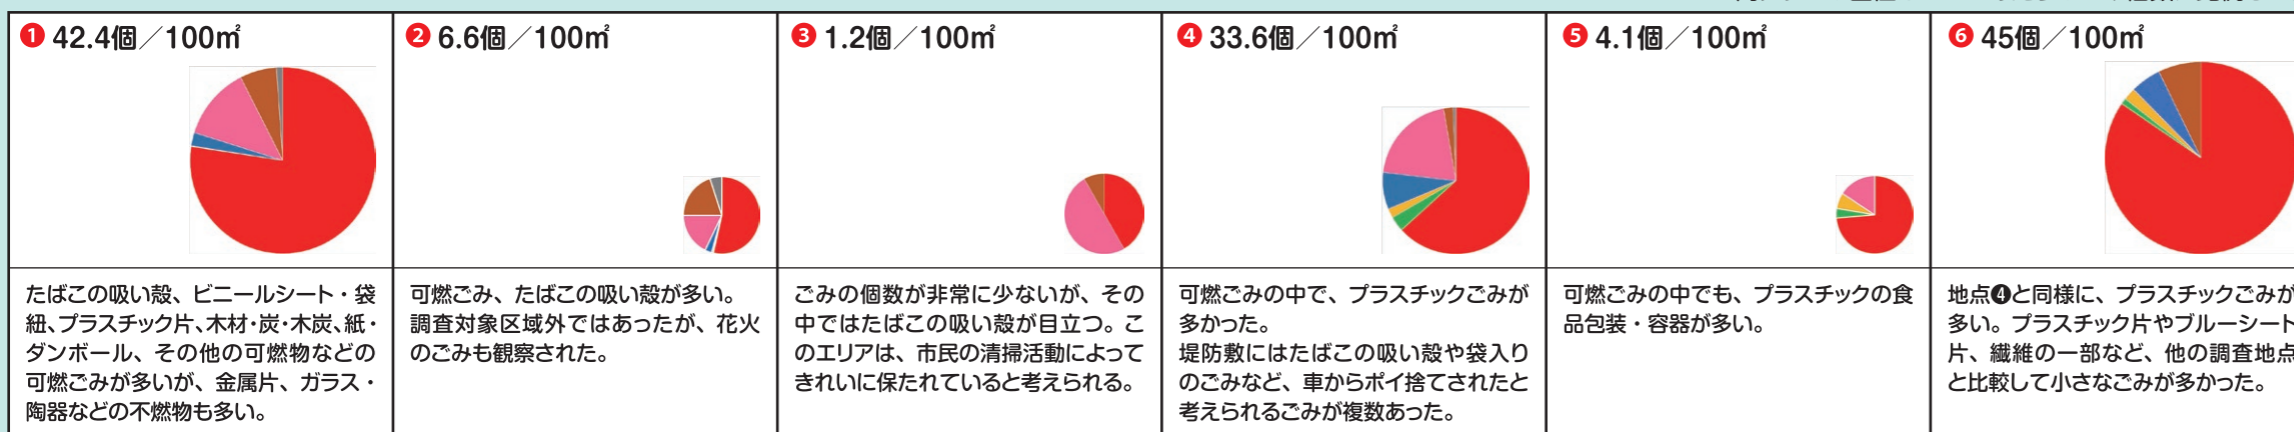 ❶ 42.4個／100㎡
たばこの吸い殻、ビニールシート・袋
紐、プラスチック片、木材・炭・木炭、紙・
ダンボール、その他の可燃物などの
可燃ごみが多いが、金属片、ガラス・
陶器などの不燃物も多い。
❷ 6.6個／100㎡
可燃ごみ、たばこの吸い殻が多い。
調査対象区域外ではあったが、花火
のごみも観察された。
❸ 1.2個／100㎡
ごみの個数が非常に少ないが、その
中ではたばこの吸い殻が目立つ。こ
のエリアは、市民の清掃活動によって
きれいに保たれていると考えられる。
❹ 33.6個／100㎡
可燃ごみの中で、プラスチックごみが
多かった。
堤防敷にはたばこの吸い殻や袋入り
のごみなど、車からポイ捨てされたと
考えられるごみが複数あった。
❺ 4.1個／100㎡
可燃ごみの中でも、プラスチックの食
品包装・容器が多い。
❻ 45個／100㎡
地点❹と同様に、プラスチックごみが
多い。プラスチック片やブルーシート
片、繊維の一部など、他の調査地点
と比較して小さなごみが多かった。